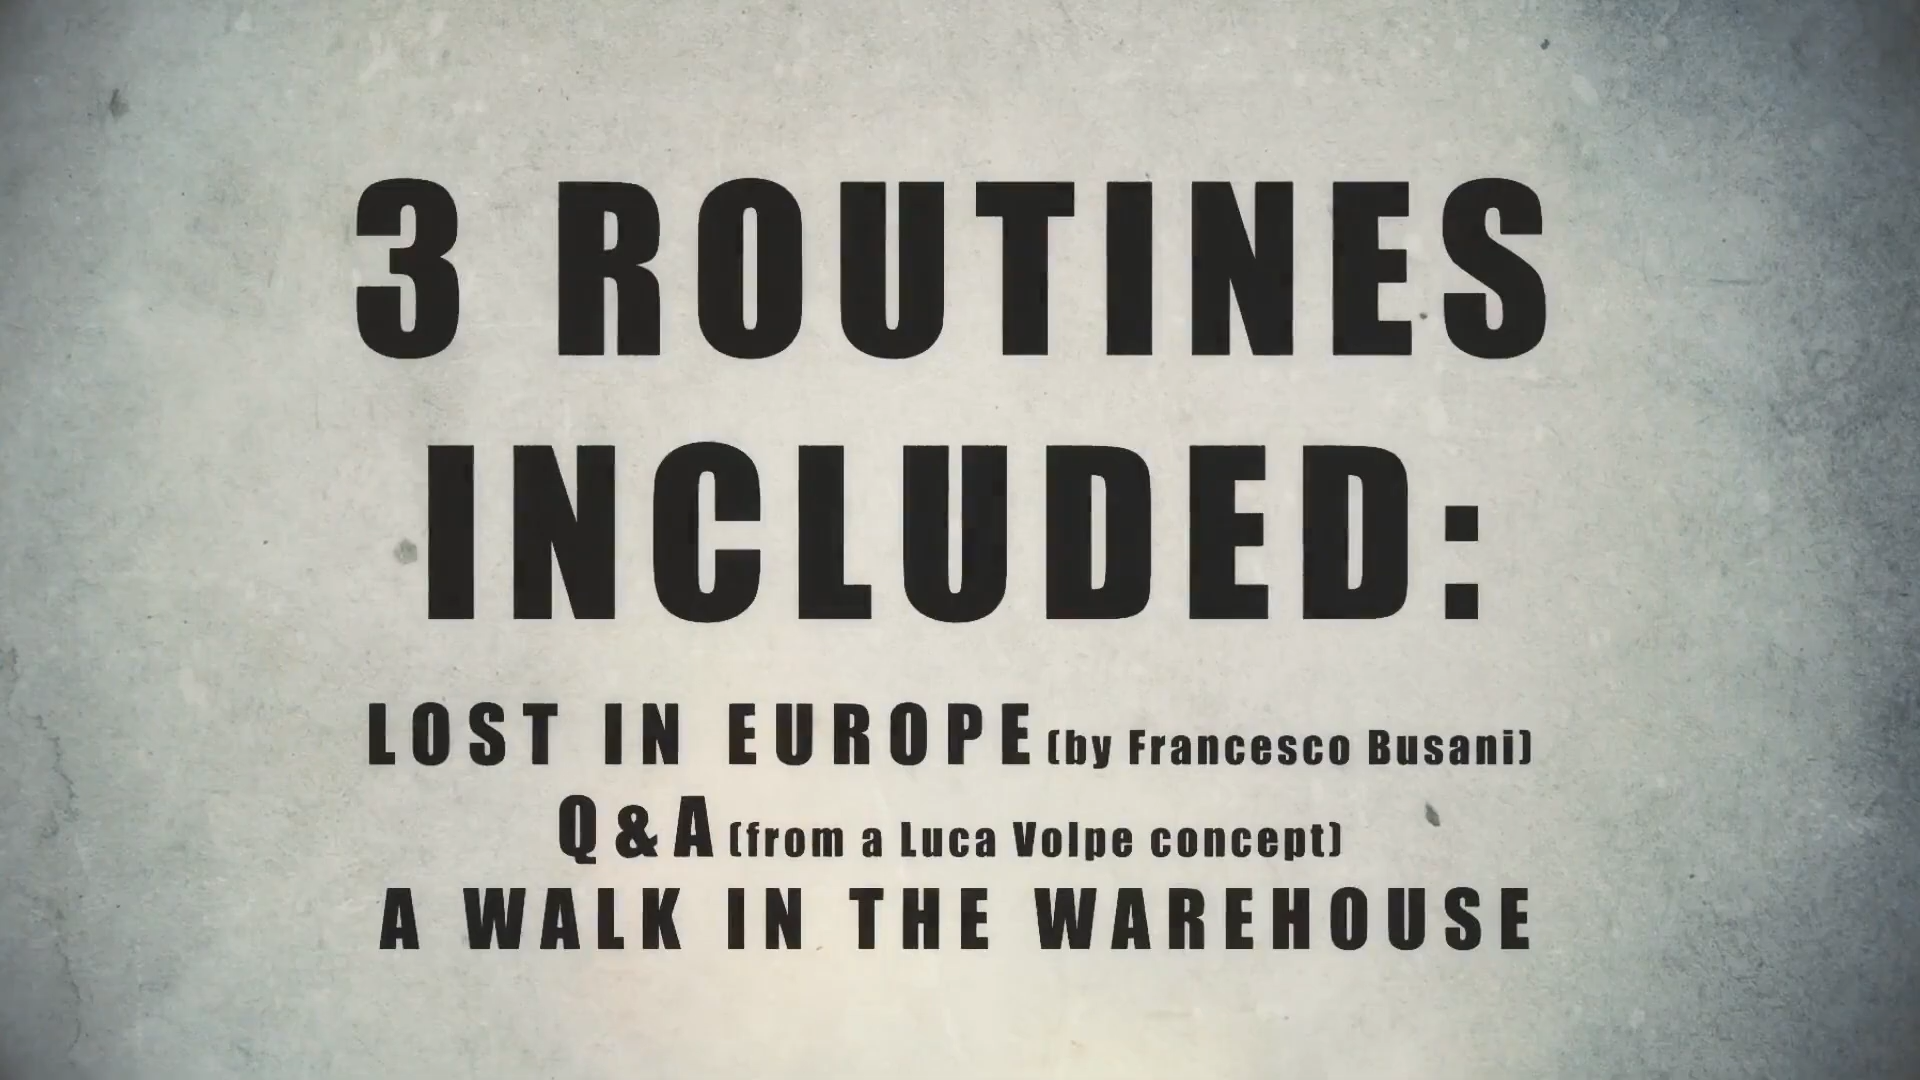 3 ROUTINES
INCLUDED:
LOST IN EUROPE (by Francesco Busani)
Q & A (from a Luca Volpe concept)
A WALK IN THE WAREHOUSE